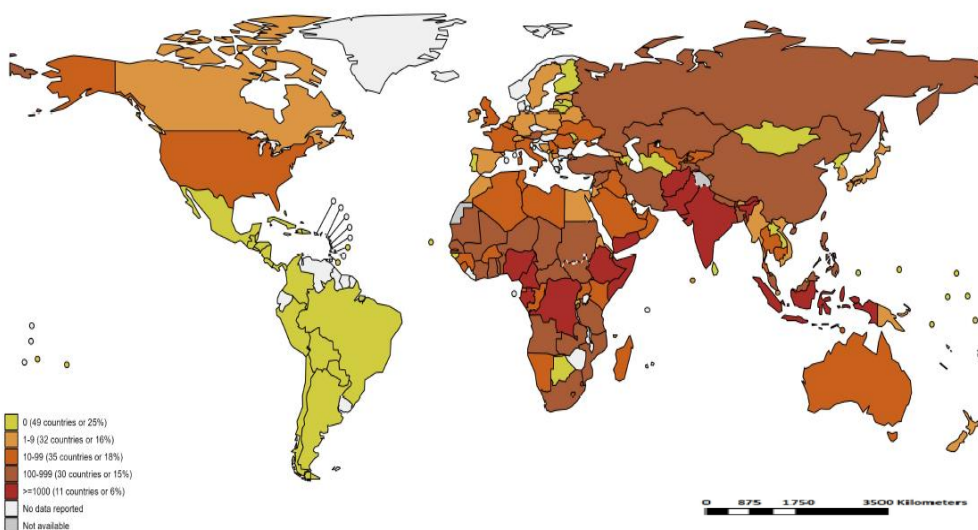 0 (49 countries or 25%)
1-9 (32 countries or 16%)
10-99 (35 countries or 18%)
100-999 (30 countries or 15%)
>=1000 (11 countries or 6%)
No data reported
Not available
0 875 1750 3500 Kilometers